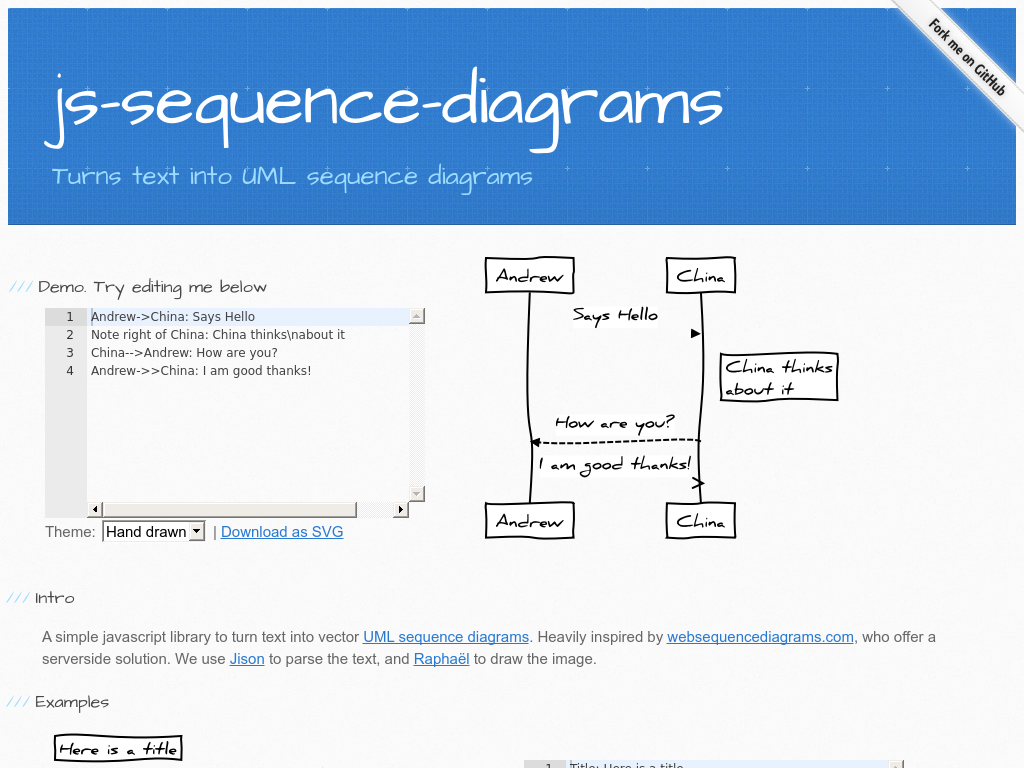 Fork me on GitHub
js-sequence-diagrams
Turns text into UML sequence diagrams
/// Demo. Try editing me below
1 Andrew->China: Says Hello
2 Note right of China: China thinks\nabout it
3 China-->Andrew: How are you?
4 Andrew->>China: I am good thanks!
Theme: Hand drawn | Download as SVG
Andrew China
Says Hello
China thinks
about it
How are you?
I am good thanks!
Andrew China
/// Intro
A simple javascript library to turn text into vector UML sequence diagrams. Heavily inspired by websequencediagrams.com, who offer a
serverside solution. We use Jison to parse the text, and Raphaël to draw the image.
/// Examples
Here is a title
1 Title: Here is a title